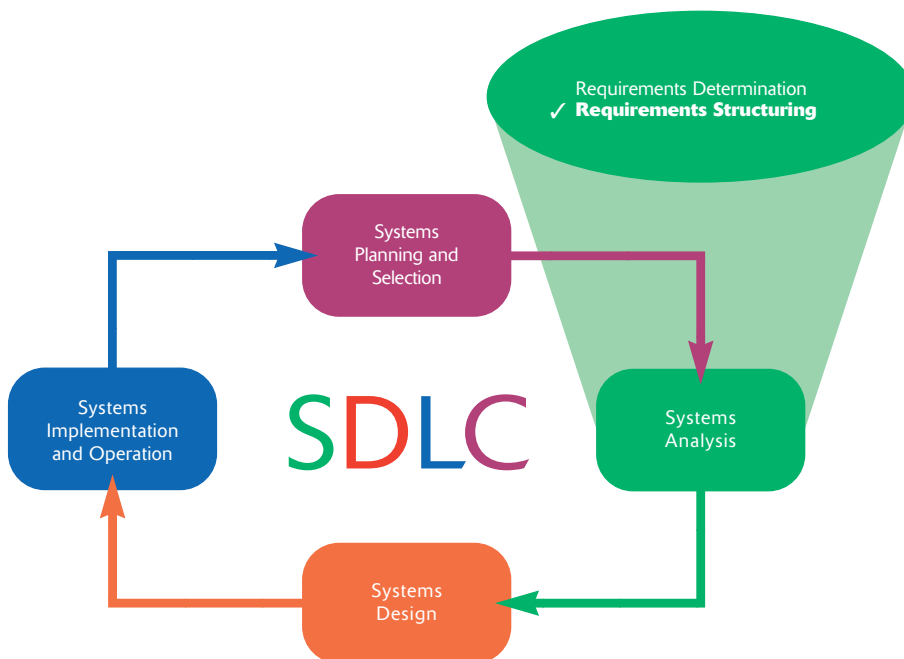 Requirements Determination
✓ Requirements Structuring
Systems
Planning and
Selection
Systems
Implementation
and Operation
SDLC
Systems
Analysis
Systems
Design